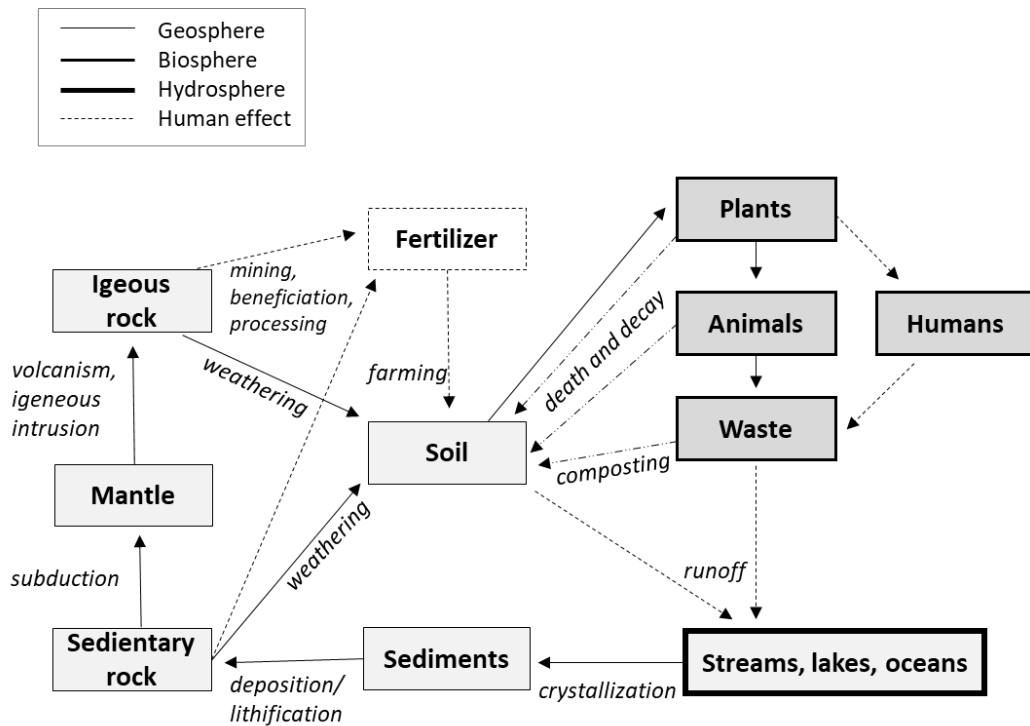 Geosphere
Biosphere
Hydrosphere
Human effect
Plants
Fertilizer
mining,
beneficiation,
processing
Igeous
rock
Animals
Humans
death and decay
weathering
farming
volcanism,
igeneous
intrusion
Waste
Soil
composting
Mantle
weathering
runoff
subduction
Sedientary
rock
Sediments
Streams, lakes, oceans
deposition/
lithification
crystallization